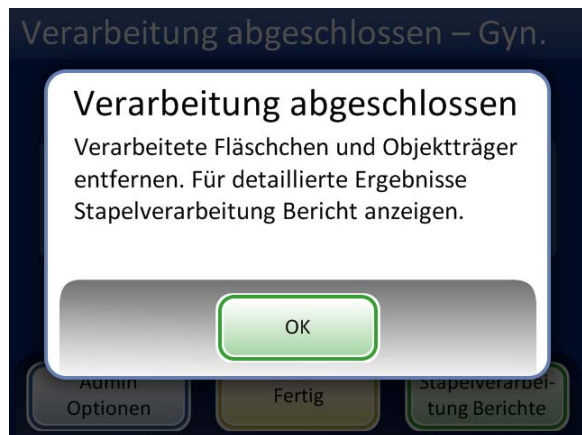 Verarbeitung abgeschlossen – Gyn.
Verarbeitung abgeschlossen
Verarbeitete Fläschchen und Objektträger
entfernen. Für detaillierte Ergebnisse
Stapelverarbeitung Bericht anzeigen.
OK
Admin
Optionen
Fertig
Stapelverarbei-
tung Berichte